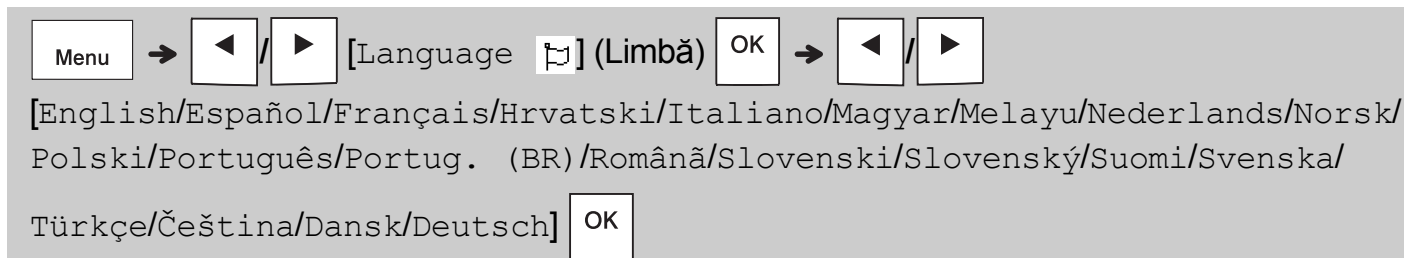 Menu ➔ ◀/▶ [Language] (Limbă) OK ➔ ◀/▶
[English/Español/Français/Hrvatski/Italiano/Magyar/Melayu/Nederlands/Norsk/
Polski/Português/Portug. (BR)/Românã/Slovenski/Slovenský/Suomi/Svenska/
Türkçe/Čeština/Dansk/Deutsch] OK